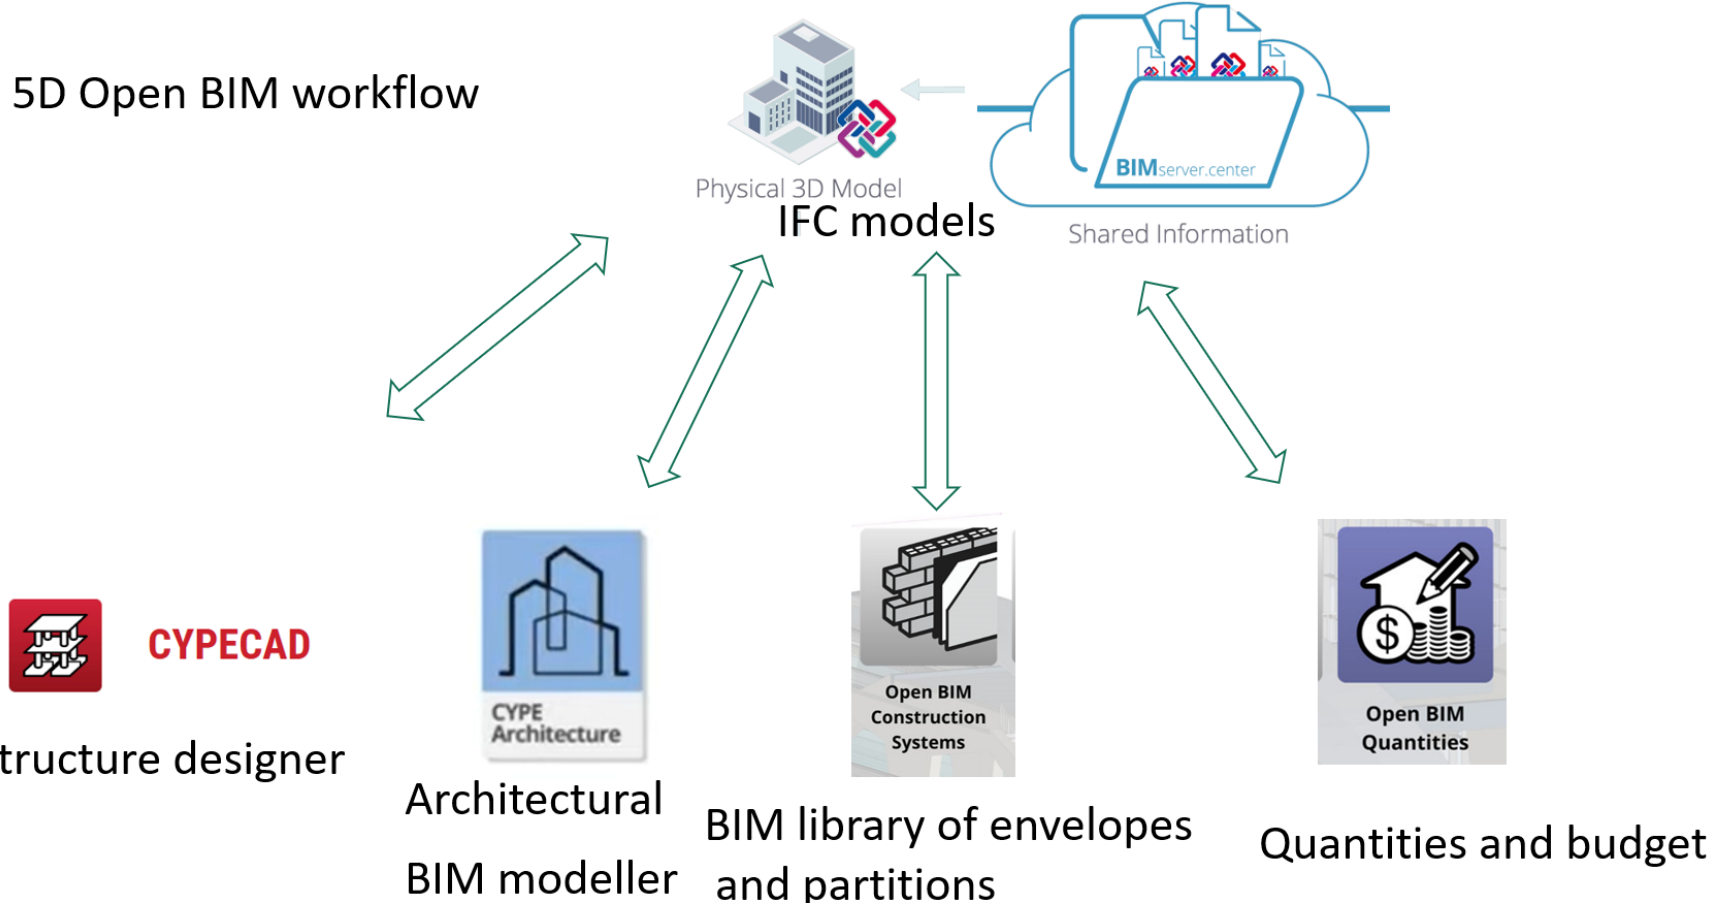 5D Open BIM workflow
Physical 3D Model
IFC models
BIMserver.center
Shared Information
CYPECAD
tructure designer
CYPE
Architecture
Architectural
BIM modeller
Open BIM
Construction
Systems
BIM library of envelopes
and partitions
$
Open BIM
Quantities
Quantities and budget